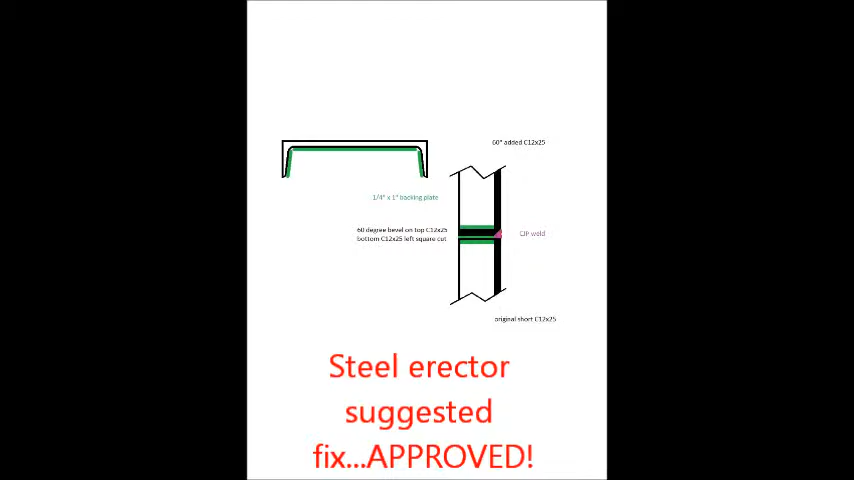 60" added C12x25
1/4" x 1" backing plate
60 degree bevel on top C12x25
bottom C12x25 left square cut
CJP weld
original short C12x25
Steel erector
suggested
fix...APPROVED!